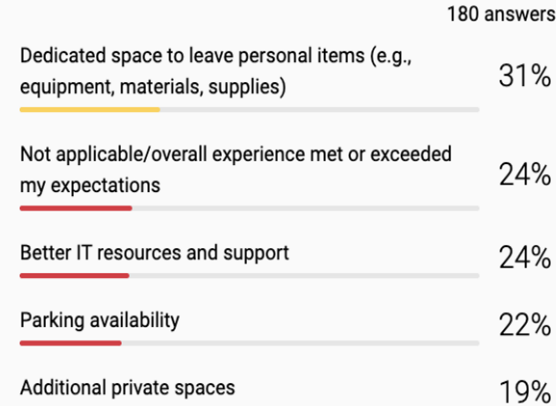 180 answers
Dedicated space to leave personal items (e.g.,
equipment, materials, supplies)
31%
Not applicable/overall experience met or exceeded
my expectations
24%
Better IT resources and support
24%
Parking availability
22%
Additional private spaces
19%